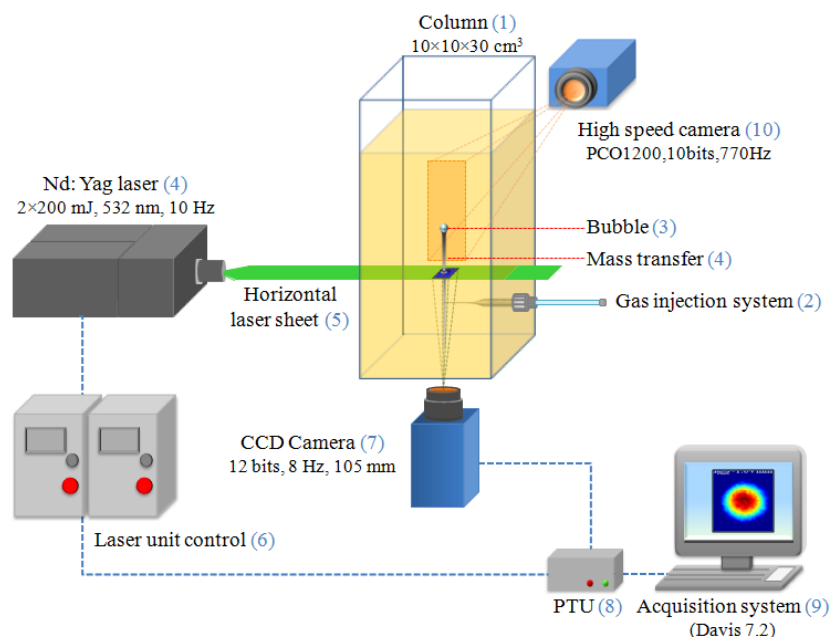 Column (1)
10×10×30 cm³
High speed camera (10)
PCO1200,10bits,770Hz
Nd: Yag laser (4)
2×200 mJ, 532 nm, 10 Hz
Bubble (3)
Mass transfer (4)
Gas injection system (2)
Horizontal
laser sheet (5)
CCD Camera (7)
12 bits, 8 Hz, 105 mm
Laser unit control (6)
PTU (8)
Acquisition system (9)
(Davis 7.2)